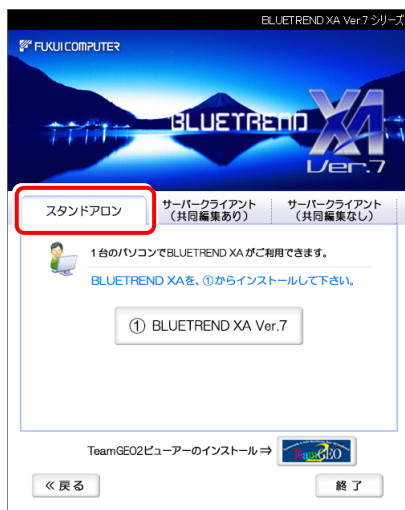 BLUETREND XA Ver.7 シリーズ
FUKUI COMPUTER
BLUETREND XA
Ver.7
スタンドアロン
サーバークライアント
（共同編集あり）
サーバークライアント
（共同編集なし）
1台のパソコンでBLUETREND XAがご利用できます。
BLUETREND XAを、①からインストールして下さい。
① BLUETREND XA Ver.7
TeamGEO2ビューアーのインストール ⇒
TeamGEO
≪ 戻る
終 了